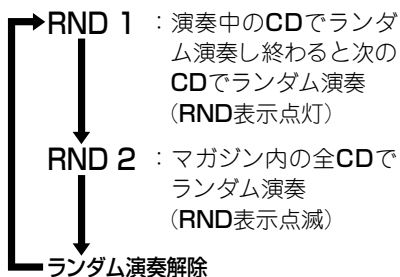 RND 1 ：演奏中のCDでランダ
ム演奏し終わると次の
CDでランダム演奏
（RND表示点灯）
RND 2 ：マガジン内の全CDで
ランダム演奏
（RND表示点滅）
ランダム演奏解除